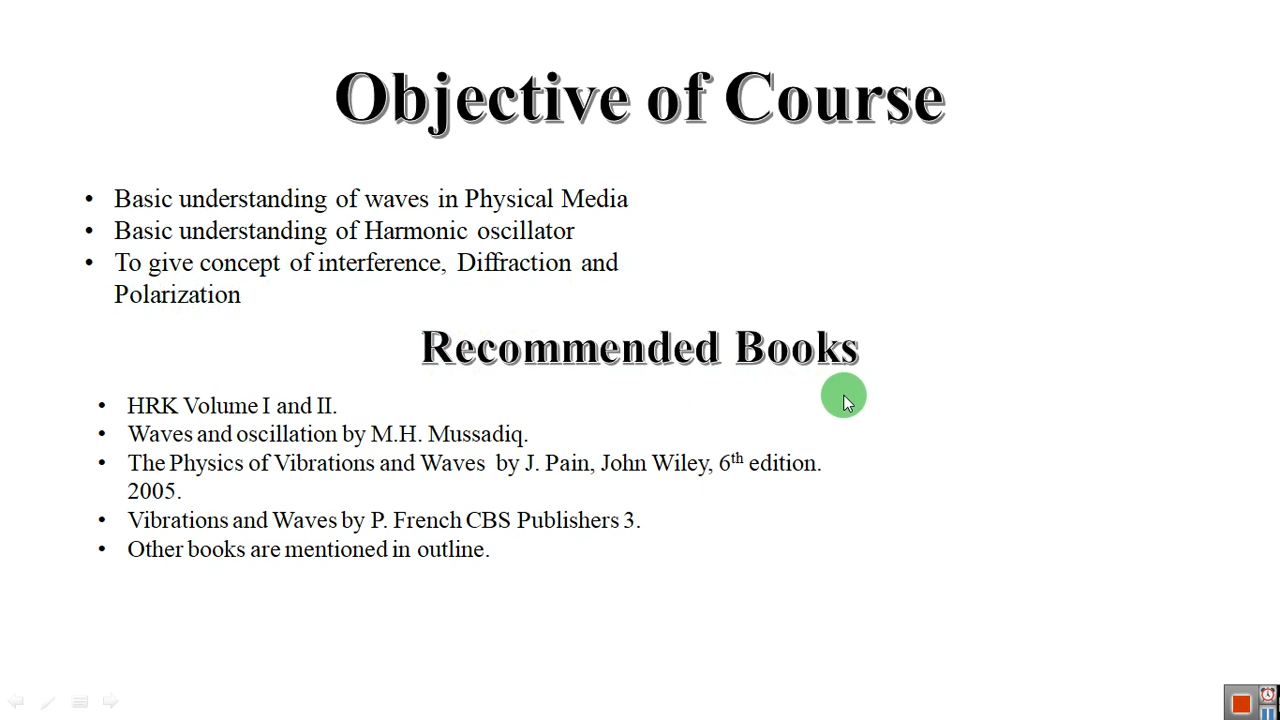 Objective of Course
• Basic understanding of waves in Physical Media
• Basic understanding of Harmonic oscillator
• To give concept of interference, Diffraction and
Polarization
Recommended Books
• HRK Volume I and II.
• Waves and oscillation by M.H. Mussadiq.
• The Physics of Vibrations and Waves by J. Pain, John Wiley, 6th edition.
2005.
• Vibrations and Waves by P. French CBS Publishers 3.
• Other books are mentioned in outline.